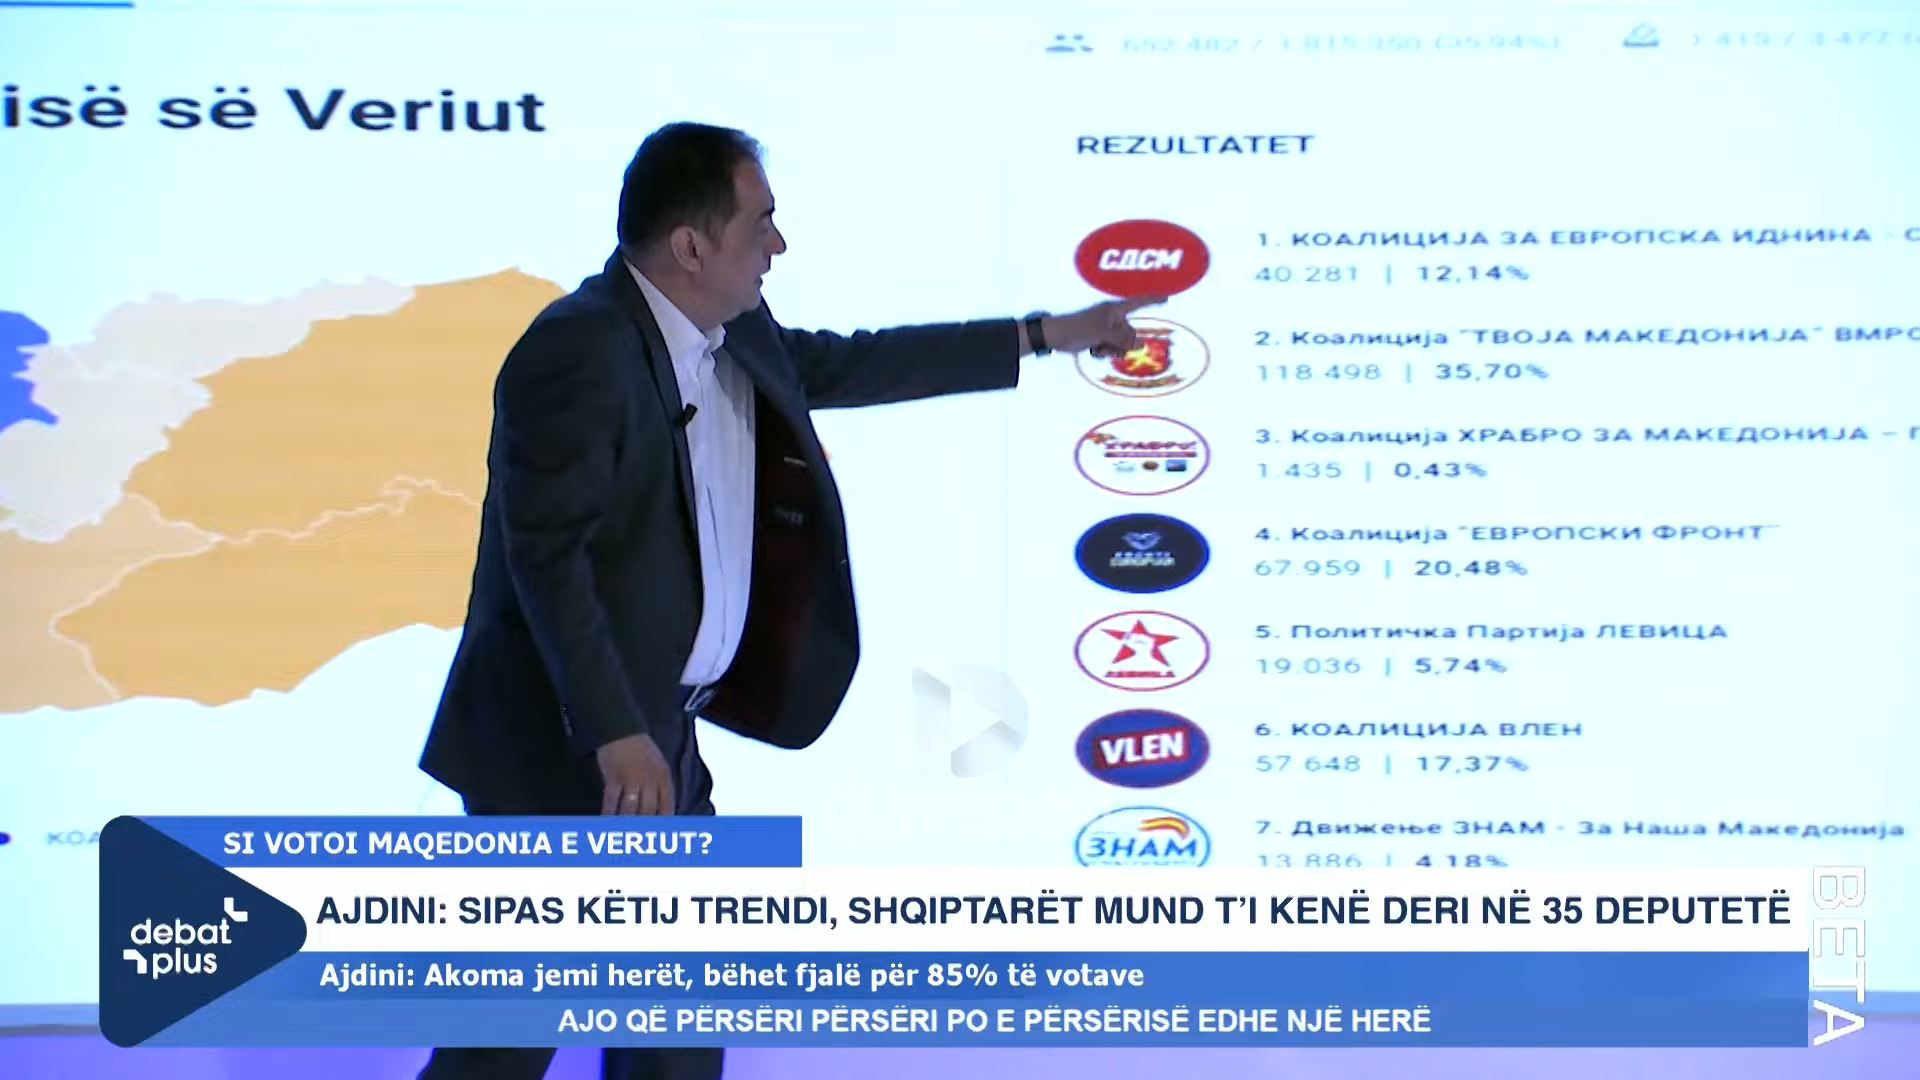 isë së Veriut
REZULTATET
СДСМ
1. КОАЛИЦИЈА ЗА ЕВРОПСКА ИДНИНА - С
40 281 | 12,14%
2. Коалиција "ТВОЈА МАКЕДОНИЈА" ВМРО
118 498 | 35,70%
3. Коалиција ХРАБРО ЗА МАКЕДОНИЈА –
1.435 | 0,43%
4. Коалиција "ЕВРОПСКИ ФРОНТ"
67.959 | 20,48%
5. Политичка Партија ЛЕВИЦА
19.036 | 5,74%
VLEN
6. КОАЛИЦИЈА ВЛЕН
57 648 | 17,37%
ЗНАМ
7. Движење ЗНАМ - За Наша Македонија
13 886 | 4 18%
SI VOTOI MAQEDONIA E VERIUT?
debat plus
AJDINI: SIPAS KËTIJ TRENDI, SHQIPTARËT MUND T'I KENË DERI NË 35 DEPUTETË
Ajdini: Akoma jemi herët, bëhet fjalë për 85% të votave
AJO QË PËRSËRI PËRSËRI PO E PËRSËRISË EDHE NJË HERË
BETA